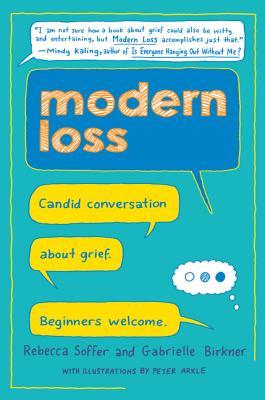 "I am not sure how a book about grief could also be witty
and entertaining, but Modern Loss accomplishes just that."
—Mindy Kaling, author of Is Everyone Hanging Out Without Me?
modern
loss
Candid conversation
about grief.
Beginners welcome.
Rebecca Soffer and Gabrielle Birkner
WITH ILLUSTRATIONS BY PETER ARKLE